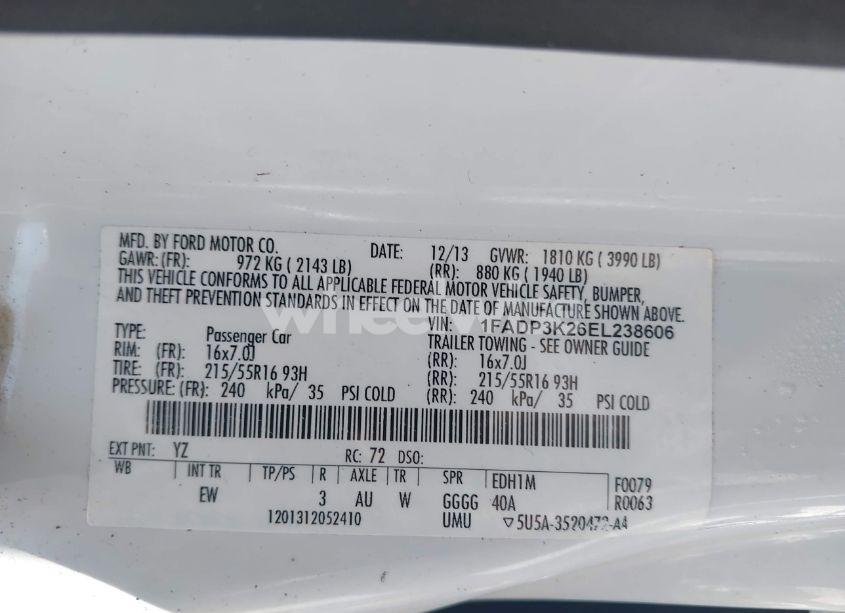 MFD. BY FORD MOTOR CO. DATE: 12/13 GVWR: 1810 KG ( 3990 LB)
GAWR: (FR): 972 KG ( 2143 LB) (RR): 880 KG ( 1940 LB)
THIS VEHICLE CONFORMS TO ALL APPLICABLE FEDERAL MOTOR VEHICLE SAFETY, BUMPER,
AND THEFT PREVENTION STANDARDS IN EFFECT ON THE DATE OF MANUFACTURE SHOWN ABOVE.
VIN: 1FADP3K26EL238606
TYPE: Passenger Car TRAILER TOWING - SEE OWNER GUIDE
RIM: (FR): 16x7.0J (RR): 16x7.0J
TIRE: (FR): 215/55R16 93H (RR): 215/55R16 93H
PRESSURE: (FR): 240 kPa/ 35 PSI COLD (RR): 240 kPa/ 35 PSI COLD
EXT PNT: YZ RC: 72 DSO:
WB INT TR TP/PS R AXLE TR SPR EDH1M F0079
EW 3 AU W GGGG 40A R0063
1201312052410 UMU ▽5U5A-3520472-AA